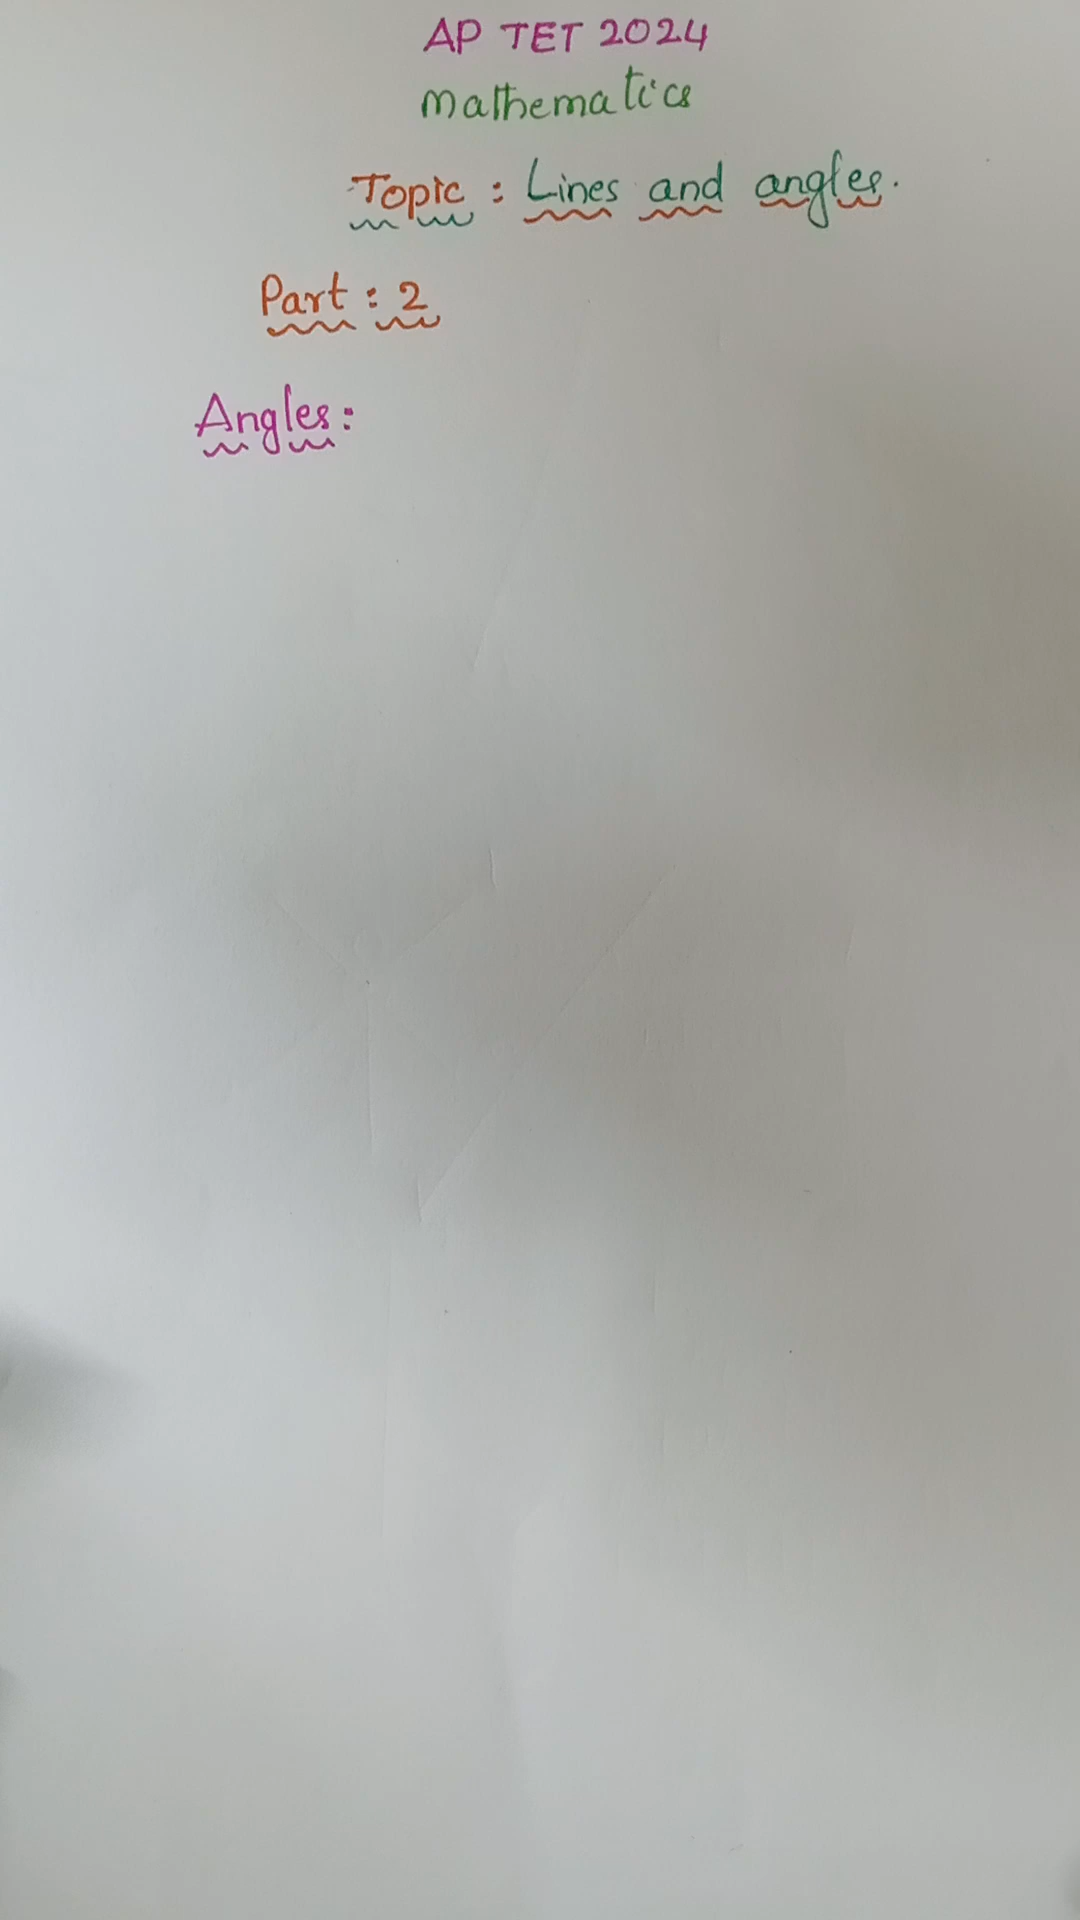 AP TET 2024
Mathematics
Topic : Lines and angles.
Part : 2
Angles :